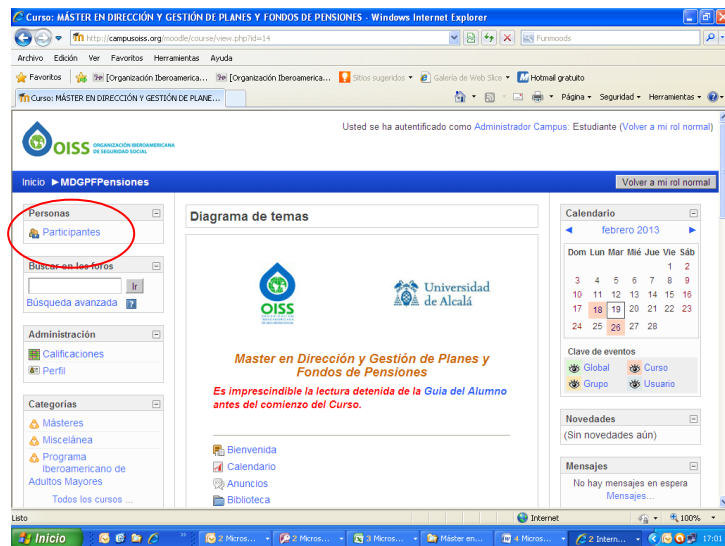 Curso: MÁSTER EN DIRECCIÓN Y GESTIÓN DE PLANES Y FONDOS DE PENSIONES - Windows Internet Explorer
http://campusoiss.org/moodle/course/view.php?id=14
Funmoods
Archivo Edición Ver Favoritos Herramientas Ayuda
Favoritos [Organización Iberoamerica... [Organización Iberoamerica... Sitios sugeridos Galería de Web Slice Hotmail gratuito
Curso: MÁSTER EN DIRECCIÓN Y GESTIÓN DE PLANE... Página Seguridad Herramientas
OISS ORGANIZACIÓN IBEROAMERICANA
DE SEGURIDAD SOCIAL
Usted se ha autentificado como Administrador Campus: Estudiante (Volver a mi rol normal)
Inicio ► MDGPFPensiones
Volver a mi rol normal
Personas
Participantes
Buscar en los foros
Ir
Búsqueda avanzada ?
Administración
Calificaciones
Perfil
Categorías
Másteres
Miscelánea
Programa
Iberoamericano de
Adultos Mayores
Todos los cursos ...
Diagrama de temas
OISS
Universidad
de Alcalá
Master en Dirección y Gestión de Planes y
Fondos de Pensiones
Es imprescindible la lectura detenida de la Guia del Alumno
antes del comienzo del Curso.
Bienvenida
Calendario
Anuncios
Biblioteca
Calendario
◄ febrero 2013 ►
Dom Lun Mar Mié Jue Vie Sáb
1 2
3 4 5 6 7 8 9
10 11 12 13 14 15 16
17 18 19 20 21 22 23
24 25 26 27 28
Clave de eventos
Global Curso
Grupo Usuario
Novedades
(Sin novedades aún)
Mensajes
No hay mensajes en espera
Mensajes...
Listo Internet 100%
Inicio 2 Micros... 2 Micros... 3 Micros... Máster en... 4 Micros... 2 Intern... 17:01